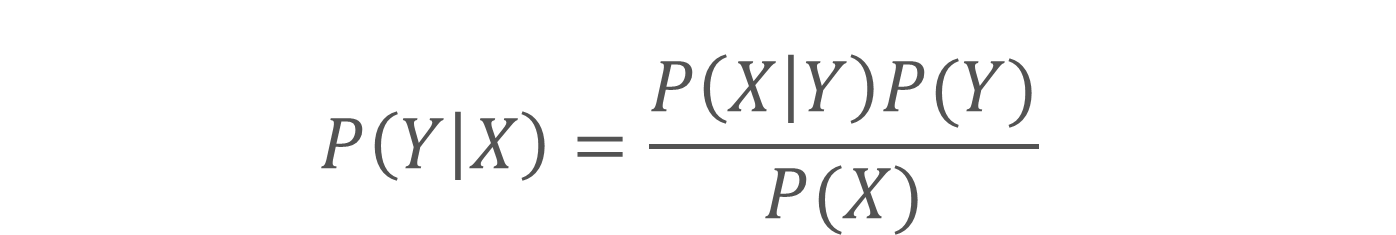 P(Y|X) = P(X|Y)P(Y) / P(X)